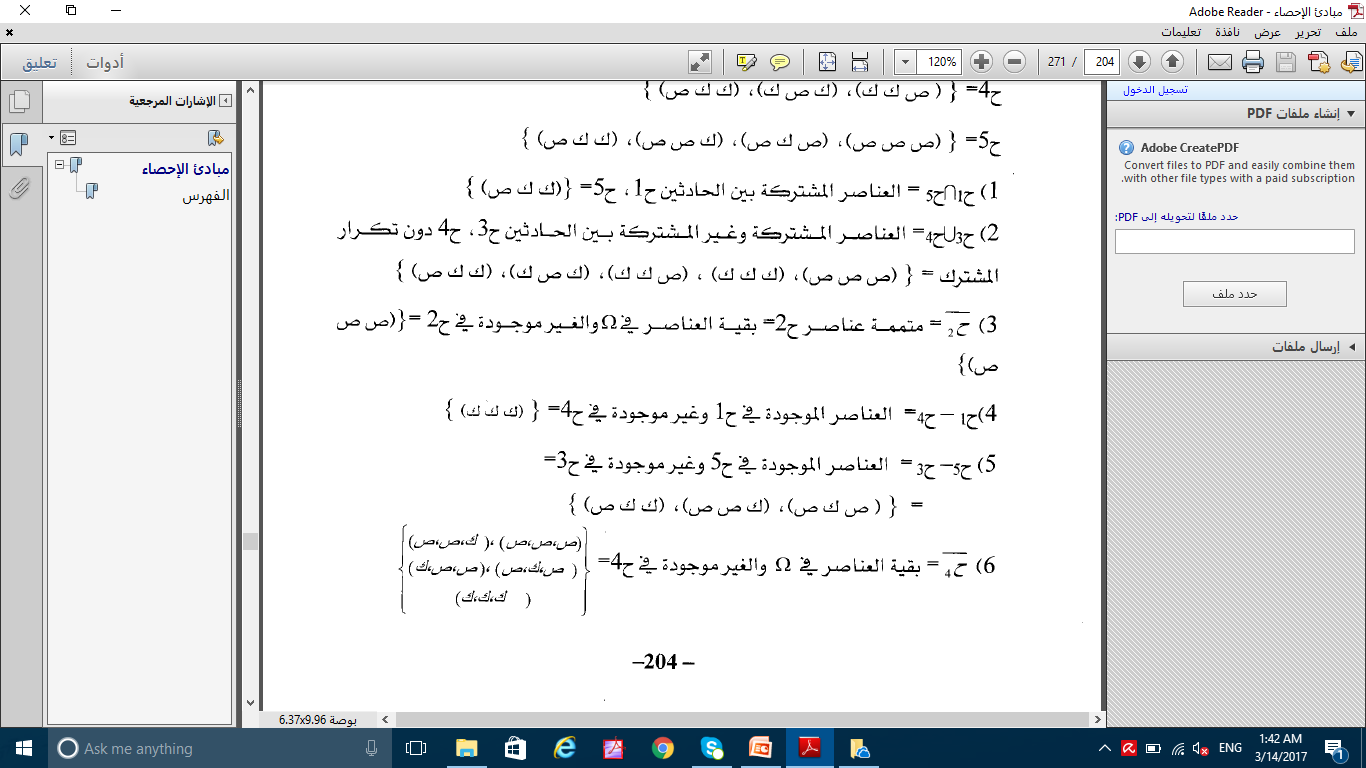 مبادئ الإحصاء - Adobe Reader
ملف تحرير عرض نافذة تعليمات
204 / 271 120% أدوات تعليق
تسجيل الدخول
إنشاء ملفات PDF
Adobe CreatePDF
Convert files to PDF and easily combine them
with other file types with a paid subscription.
حدد ملفًا لتحويله إلى PDF:
حدد ملف
إرسال ملفات
ح4= { ( ص ك ك)، (ك ص ك)، (ك ك ص) }
ح5= { (ص ص ص)، (ص ك ص)، (ك ص ص)، (ك ك ص) }
1) ح1∩ح5 = العناصر المشتركة بين الحادثين ح1، ح5= {(ك ك ص) }
2) ح3∪ح4= العناصر المشتركة وغير المشتركة بين الحادثين ح3، ح4 دون تكرار
المشترك = { (ص ص ص)، (ك ك ك) ، (ص ك ك)، (ك ص ك)، (ك ك ص) }
3) ح̅2 = متممة عناصر ح2= بقية العناصر في Ω والغير موجودة في ح2 ={(ص ص
ص)}
4)ح1 – ح4= العناصر الموجودة في ح1 وغير موجودة في ح4= { (ك ك ك) }
5) ح5– ح3 = العناصر الموجودة في ح5 وغير موجودة في ح3=
= { ( ص ك ص)، (ك ص ص)، (ك ك ص) }
6) ح̅4 = بقية العناصر في Ω والغير موجودة في ح4= {(ص،ص،ص)، (ك،ص،ص)
(ص،ك،ص)،(ص،ص،ك)
(ك،ك،ك)}
–204 –
الإشارات المرجعية
مبادئ الإحصاء
الفهرس
6.37x9.96 بوصة
Ask me anything
ENG
1:42 AM
3/14/2017
1